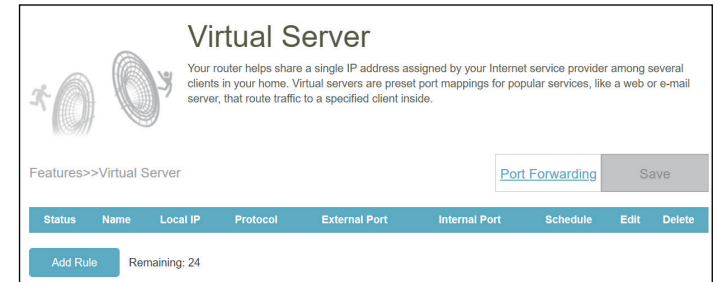 Virtual Server
Your router helps share a single IP address assigned by your Internet service provider among several
clients in your home. Virtual servers are preset port mappings for popular services, like a web or e-mail
server, that route traffic to a specified client inside.
Features>>Virtual Server
Port Forwarding
Save
Status Name Local IP Protocol External Port Internal Port Schedule Edit Delete
Add Rule Remaining: 24